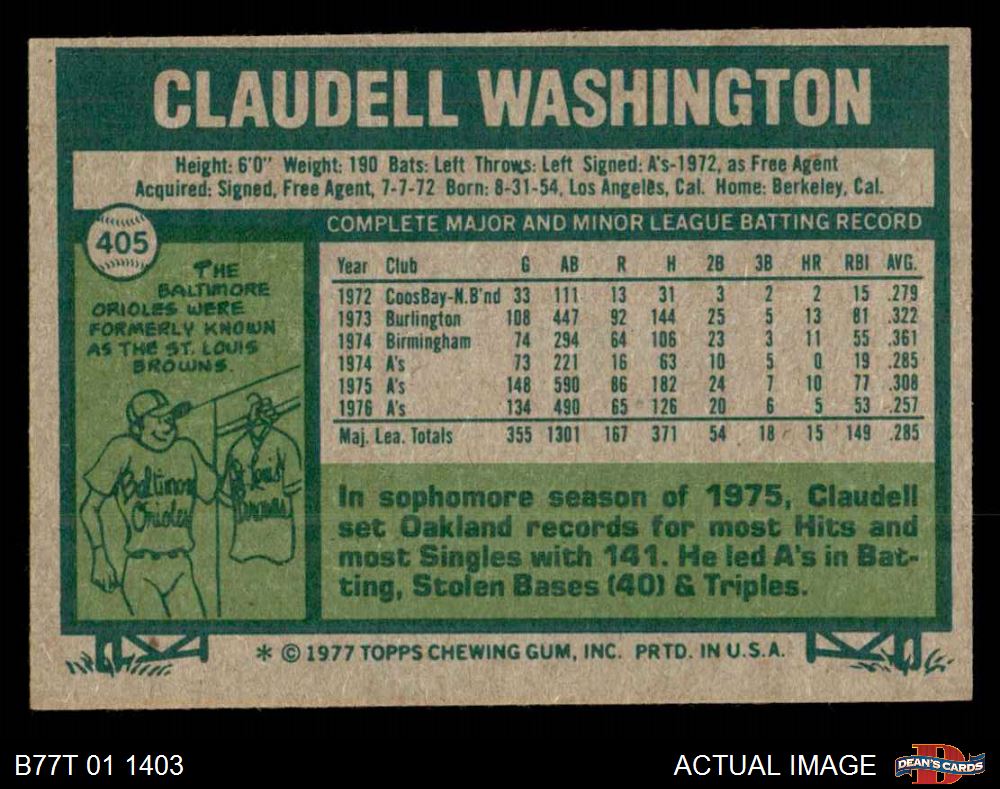 CLAUDELL WASHINGTON
Height: 6'0" Weight: 190 Bats: Left Throws: Left Signed: A's-1972, as Free Agent
Acquired: Signed, Free Agent, 7-7-72 Born: 8-31-54, Los Angeles, Cal. Home: Berkeley, Cal.
405
THE
BALTIMORE
ORIOLES WERE
FORMERLY KNOWN
AS THE ST. LOUIS
BROWNS.
Baltimore
Orioles
St. Louis
Browns
COMPLETE MAJOR AND MINOR LEAGUE BATTING RECORD
Year Club G AB R H 2B 3B HR RBI AVG.
1972 CoosBay-N.B'nd 33 111 13 31 3 2 2 15 .279
1973 Burlington 108 447 92 144 25 5 13 81 .322
1974 Birmingham 74 294 64 106 23 3 11 55 .361
1974 A's 73 221 16 63 10 5 0 19 .285
1975 A's 148 590 86 182 24 7 10 77 .308
1976 A's 134 490 65 126 20 6 5 53 .257
Maj. Lea. Totals 355 1301 167 371 54 18 15 149 .285
In sophomore season of 1975, Claudell
set Oakland records for most Hits and
most Singles with 141. He led A's in Bat-
ting, Stolen Bases (40) & Triples.
* © 1977 TOPPS CHEWING GUM, INC. PRTD. IN U.S.A.
B77T 01 1403
ACTUAL IMAGE
D
DEAN'S CARDS